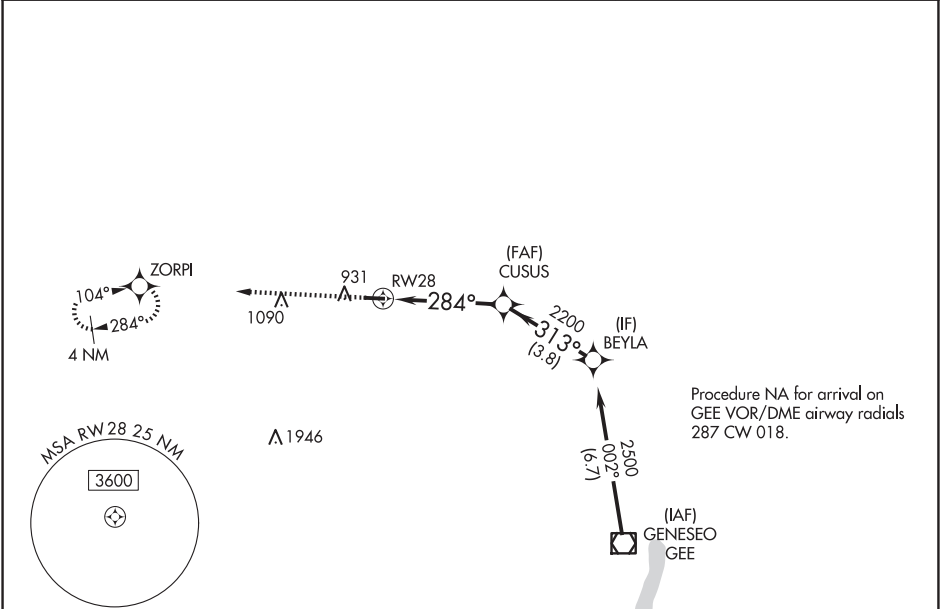 ZORPI
104°
284°
4 NM
931
1090
RW28
284°
(FAF)
CUSUS
2200
313°
(3.8)
(IF)
BEYLA
Procedure NA for arrival on
GEE VOR/DME airway radials
287 CW 018.
1946
MSA RW 28 25 NM
3600
2500
002°
(6.7)
(IAF)
GENESEO
GEE